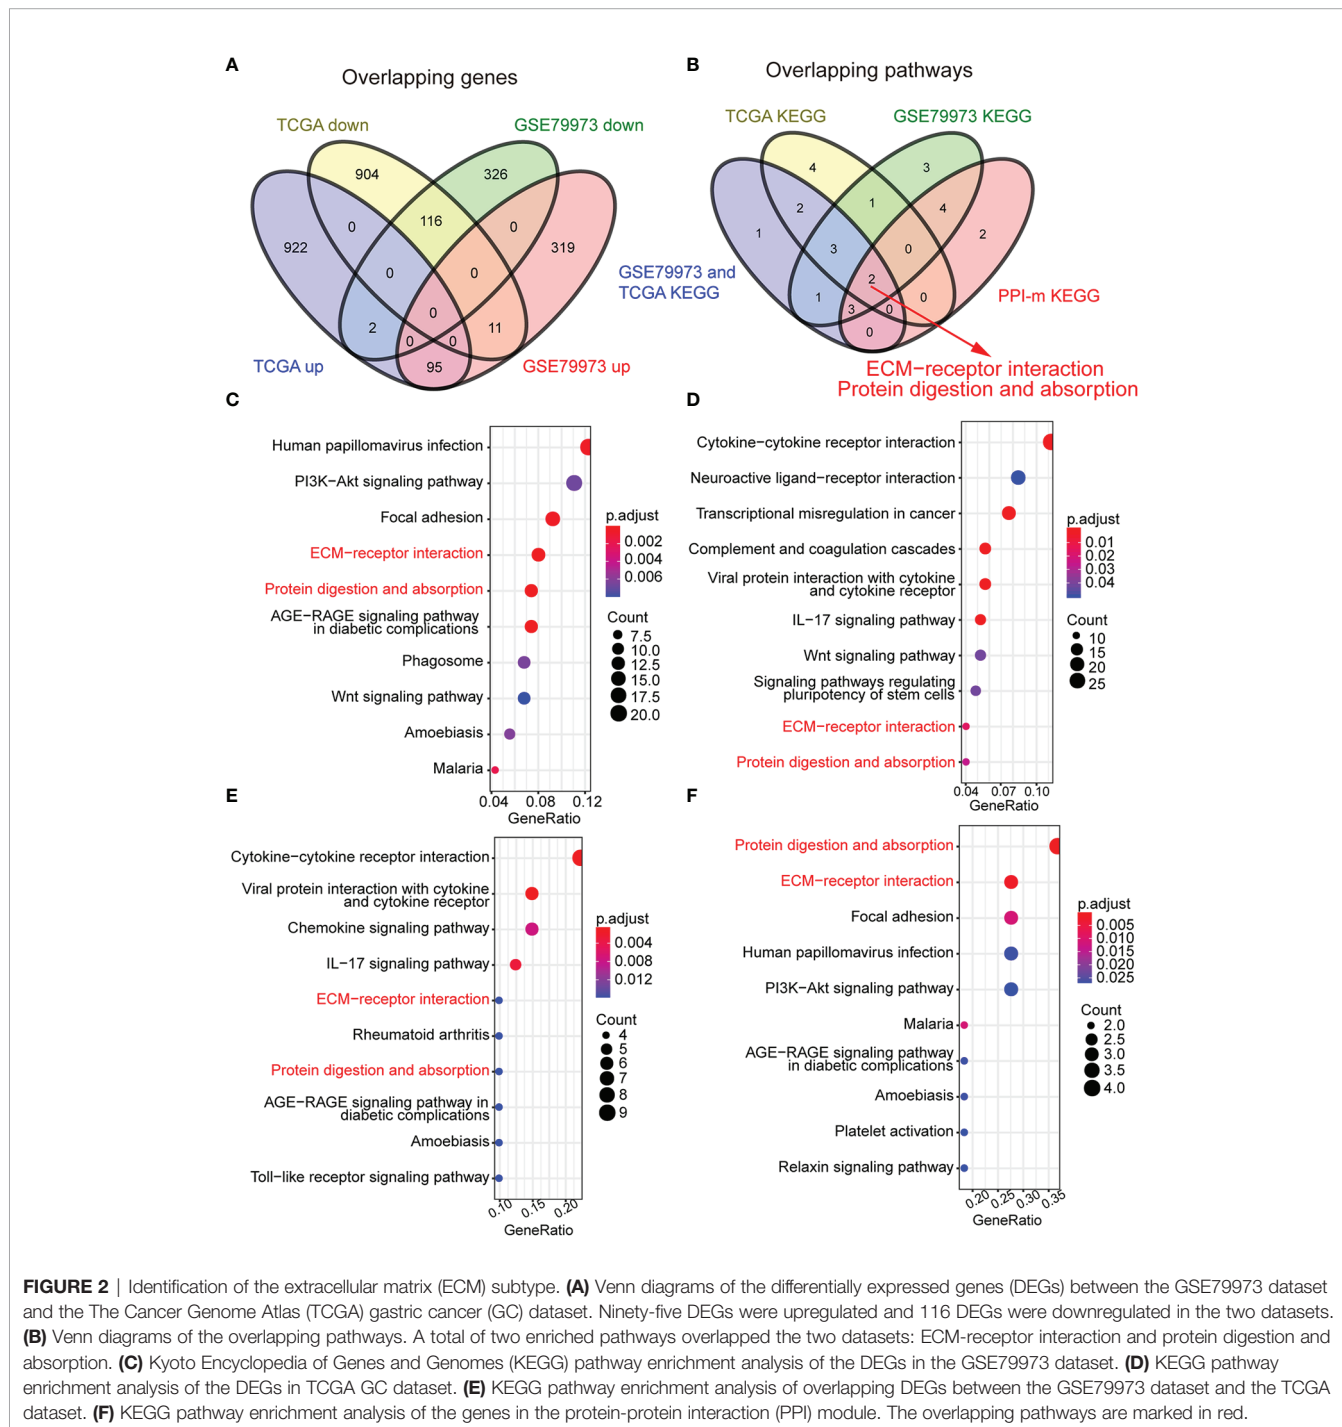 A
Overlapping genes
TCGA down
GSE79973 down
904
326
0
116
0
922
319
0
0
0
2
11
0
0
95
TCGA up
GSE79973 up
B
Overlapping pathways
TCGA KEGG
GSE79973 KEGG
4
3
2
1
4
1
3
0
2
2
1
0
3
0
0
GSE79973 and
TCGA KEGG
PPI-m KEGG
ECM−receptor interaction
Protein digestion and absorption
C
Human papillomavirus infection
PI3K−Akt signaling pathway
Focal adhesion
ECM−receptor interaction
Protein digestion and absorption
AGE−RAGE signaling pathway
in diabetic complications
Phagosome
Wnt signaling pathway
Amoebiasis
Malaria
0.04 0.08 0.12
GeneRatio
p.adjust
0.002
0.004
0.006
Count
7.5
10.0
12.5
15.0
17.5
20.0
D
Cytokine−cytokine receptor interaction
Neuroactive ligand−receptor interaction
Transcriptional misregulation in cancer
Complement and coagulation cascades
Viral protein interaction with cytokine
and cytokine receptor
IL−17 signaling pathway
Wnt signaling pathway
Signaling pathways regulating
pluripotency of stem cells
ECM−receptor interaction
Protein digestion and absorption
0.04 0.07 0.10
GeneRatio
p.adjust
0.01
0.02
0.03
0.04
Count
10
15
20
25
E
Cytokine−cytokine receptor interaction
Viral protein interaction with cytokine
and cytokine receptor
Chemokine signaling pathway
IL−17 signaling pathway
ECM−receptor interaction
Rheumatoid arthritis
Protein digestion and absorption
AGE−RAGE signaling pathway in
diabetic complications
Amoebiasis
Toll−like receptor signaling pathway
0.10 0.15 0.20
GeneRatio
p.adjust
0.004
0.008
0.012
Count
4
5
6
7
8
9
F
Protein digestion and absorption
ECM−receptor interaction
Focal adhesion
Human papillomavirus infection
PI3K−Akt signaling pathway
Malaria
AGE−RAGE signaling pathway
in diabetic complications
Amoebiasis
Platelet activation
Relaxin signaling pathway
0.20 0.25 0.30 0.35
GeneRatio
p.adjust
0.005
0.010
0.015
0.020
0.025
Count
2.0
2.5
3.0
3.5
4.0
FIGURE 2 | Identification of the extracellular matrix (ECM) subtype. (A) Venn diagrams of the differentially expressed genes (DEGs) between the GSE79973 dataset
and the The Cancer Genome Atlas (TCGA) gastric cancer (GC) dataset. Ninety-five DEGs were upregulated and 116 DEGs were downregulated in the two datasets.
(B) Venn diagrams of the overlapping pathways. A total of two enriched pathways overlapped the two datasets: ECM-receptor interaction and protein digestion and
absorption. (C) Kyoto Encyclopedia of Genes and Genomes (KEGG) pathway enrichment analysis of the DEGs in the GSE79973 dataset. (D) KEGG pathway
enrichment analysis of the DEGs in TCGA GC dataset. (E) KEGG pathway enrichment analysis of overlapping DEGs between the GSE79973 dataset and the TCGA
dataset. (F) KEGG pathway enrichment analysis of the genes in the protein-protein interaction (PPI) module. The overlapping pathways are marked in red.